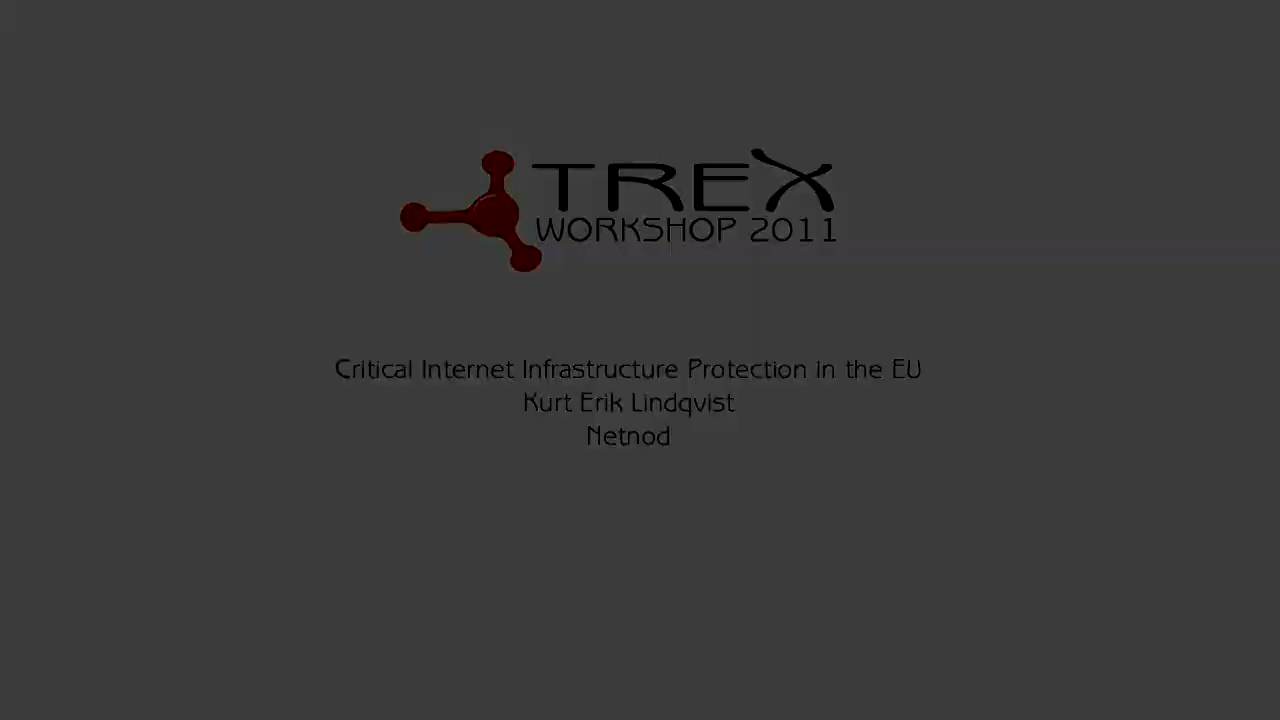 TREX
WORKSHOP 2011
Critical Internet Infrastructure Protection in the EU
Kurt Erik Lindqvist
Netnod